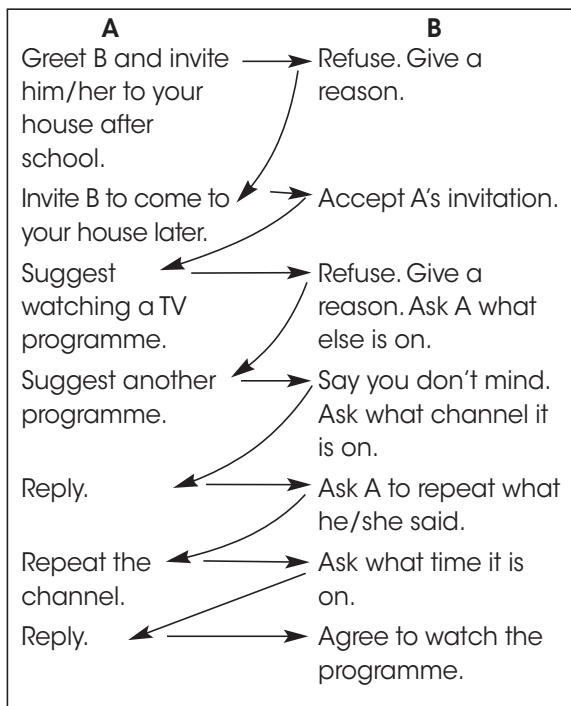 A
B
Greet B and invite
him/her to your
house after
school.
Refuse. Give a
reason.
Invite B to come to
your house later.
Accept A's invitation.
Suggest
watching a TV
programme.
Refuse. Give a
reason. Ask A what
else is on.
Suggest another
programme.
Say you don't mind.
Ask what channel it
is on.
Reply.
Ask A to repeat what
he/she said.
Repeat the
channel.
Ask what time it is
on.
Reply.
Agree to watch the
programme.